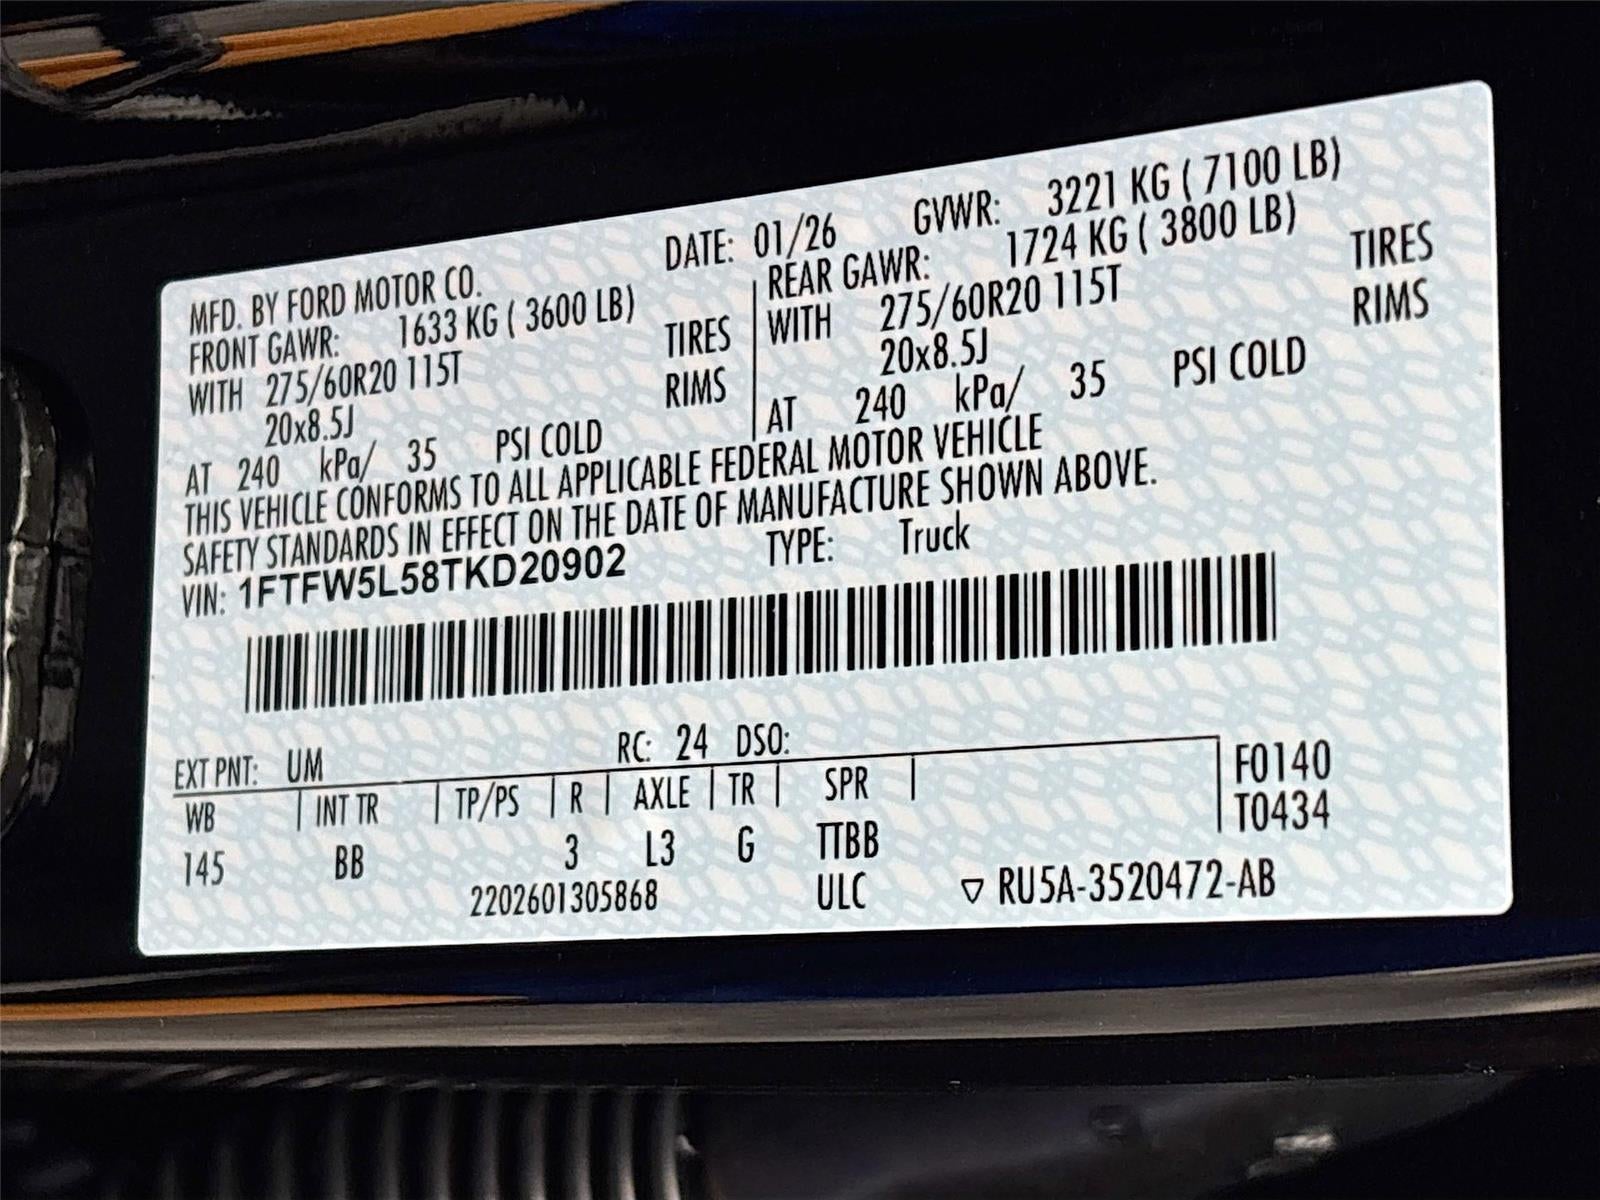 MFD. BY FORD MOTOR CO. DATE: 01/26 GVWR: 3221 KG ( 7100 LB)
FRONT GAWR: 1633 KG ( 3600 LB)
WITH 275/60R20 115T TIRES
20x8.5J RIMS
AT 240 kPa/ 35 PSI COLD
REAR GAWR: 1724 KG ( 3800 LB)
WITH 275/60R20 115T TIRES
20x8.5J RIMS
AT 240 kPa/ 35 PSI COLD
THIS VEHICLE CONFORMS TO ALL APPLICABLE FEDERAL MOTOR VEHICLE
SAFETY STANDARDS IN EFFECT ON THE DATE OF MANUFACTURE SHOWN ABOVE.
VIN: 1FTFW5L58TKD20902 TYPE: Truck
EXT PNT: UM RC: 24 DSO:
WB INT TR TP/PS R AXLE TR SPR F0140
T0434
145 BB 3 L3 G TTBB
2202601305868 ULC ▽ RU5A-3520472-AB